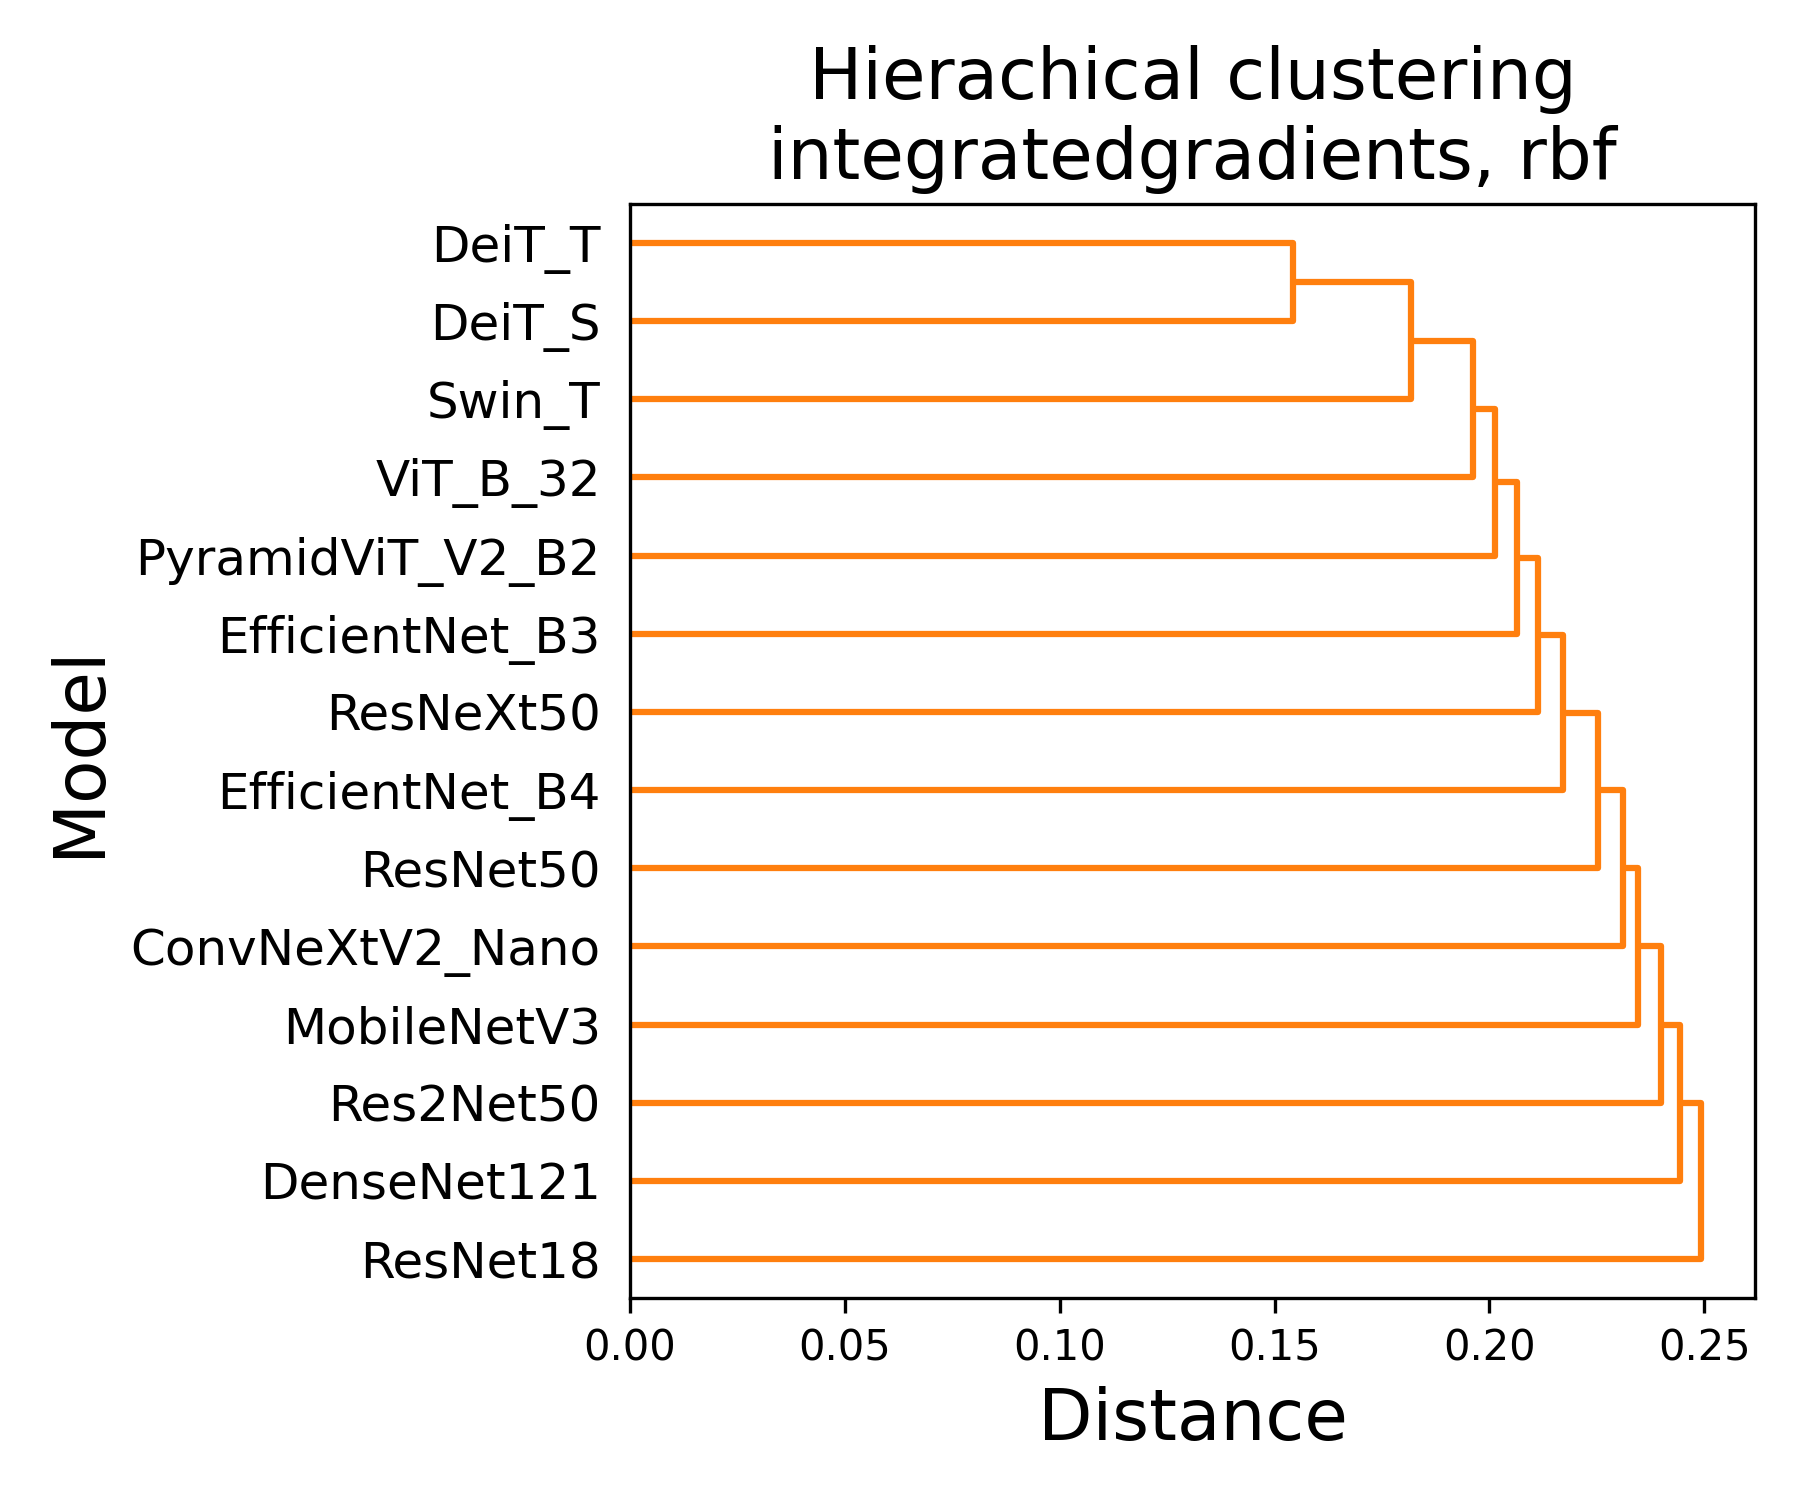 Hierachical clustering
integratedgradients, rbf
DeiT_T
DeiT_S
Swin_T
ViT_B_32
PyramidViT_V2_B2
EfficientNet_B3
ResNeXt50
EfficientNet_B4
ResNet50
ConvNeXtV2_Nano
MobileNetV3
Res2Net50
DenseNet121
ResNet18
Model
0.00 0.05 0.10 0.15 0.20 0.25
Distance